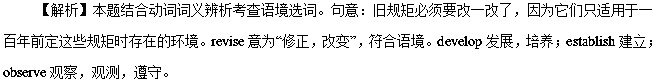 【解析】本题结合动词词义辨析考查语境选词。句意：旧规矩必须要改一改了，因为它们只适用于一
百年前定这些规矩时存在的环境。revise 意为“修正，改变”，符合语境。develop 发展，培养；establish 建立；
observe 观察，观测，遵守。